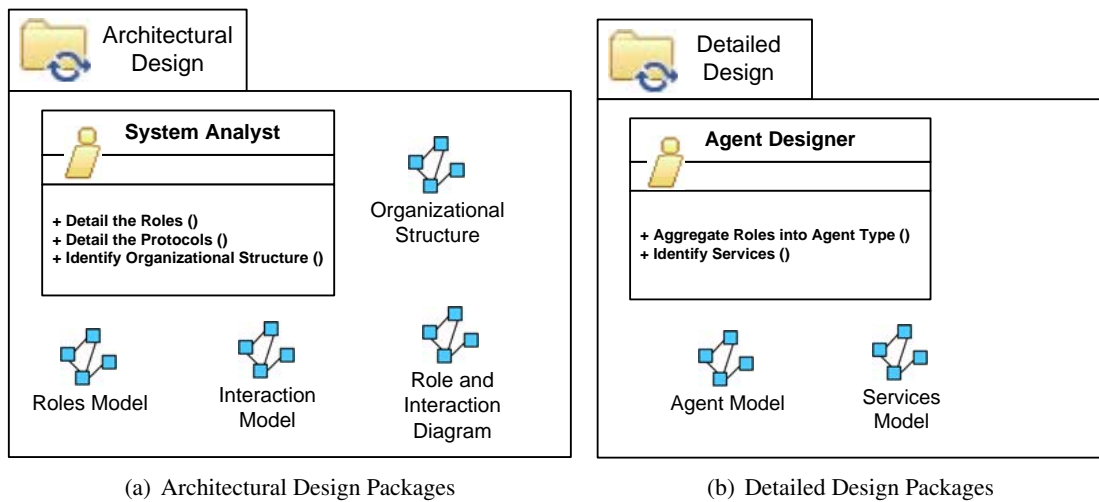 Architectural
Design
System Analyst
+ Detail the Roles ()
+ Detail the Protocols ()
+ Identify Organizational Structure ()
Organizational
Structure
Roles Model
Interaction
Model
Role and
Interaction
Diagram
(a) Architectural Design Packages
Detailed
Design
Agent Designer
+ Aggregate Roles into Agent Type ()
+ Identify Services ()
Agent Model
Services
Model
(b) Detailed Design Packages